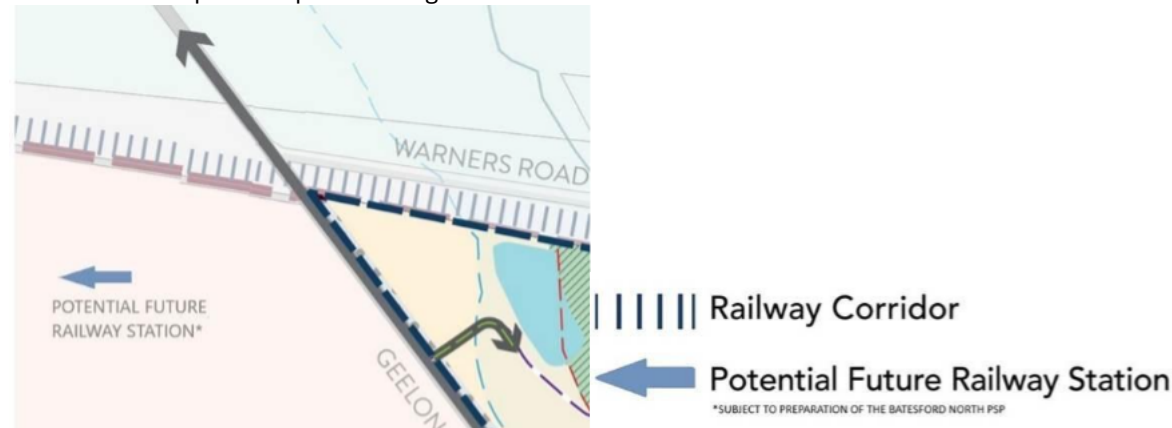 WARNERS ROAD
POTENTIAL FUTURE
RAILWAY STATION*
GEELON
Railway Corridor
Potential Future Railway Station
*SUBJECT TO PREPARATION OF THE BATESFORD NORTH PSP